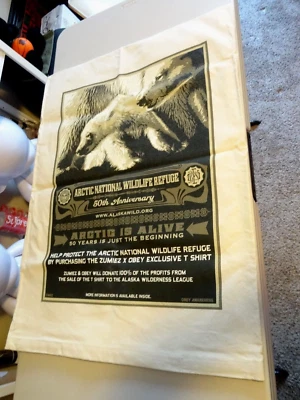 ARCTIC NATIONAL WILDLIFE REFUGE
50th Anniversary
WWW.ALASKAWILD.ORG
ARCTIC IS ALIVE
50 YEARS IS JUST THE BEGINNING
HELP PROTECT THE ARCTIC NATIONAL WILDLIFE REFUGE
BY PURCHASING THE ZUMIEZ X OBEY EXCLUSIVE T SHIRT
ZUMIEZ & OBEY WILL DONATE 100% OF THE PROFITS FROM
THE SALE OF THE T SHIRT TO THE ALASKA WILDERNESS LEAGUE
MORE INFORMATION IS AVAILABLE INSIDE.